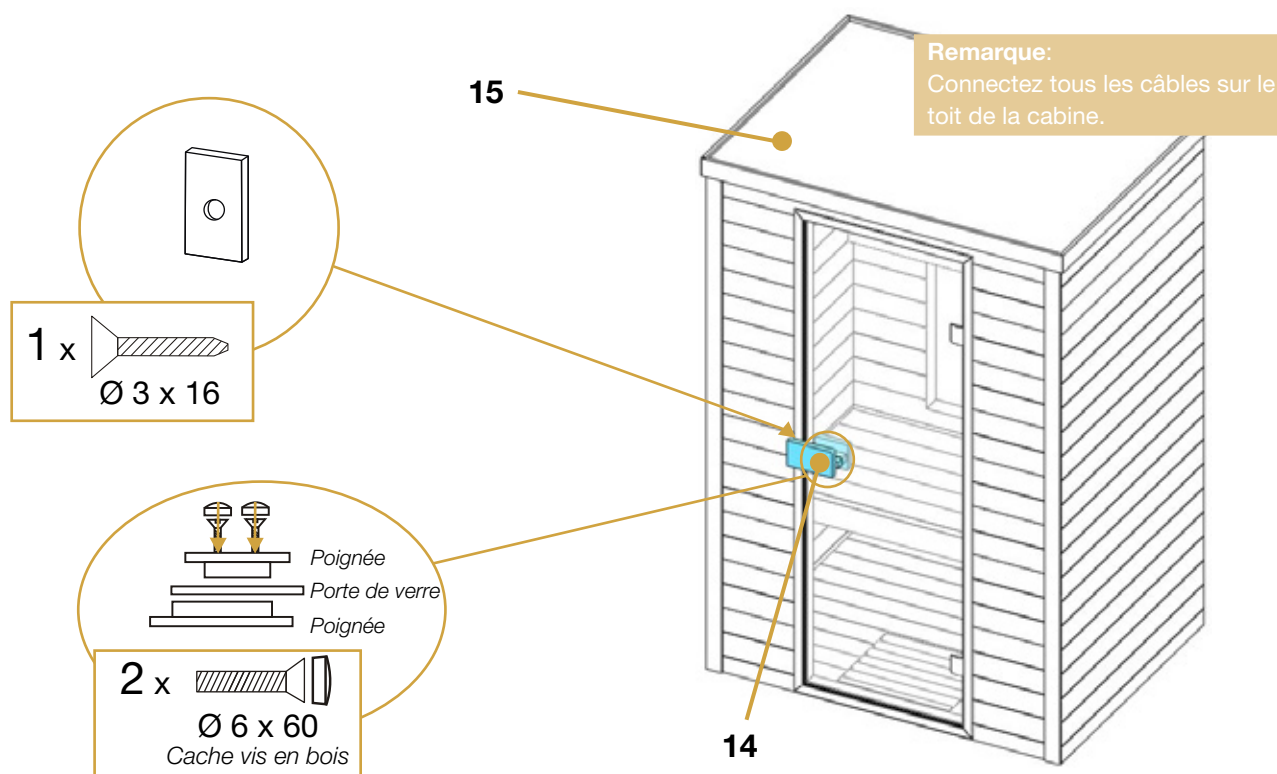 Remarque:
Connectez tous les câbles sur le
toit de la cabine.
15
1 x
Ø 3 x 16
Poignée
Porte de verre
Poignée
2 x
Ø 6 x 60
Cache vis en bois
14